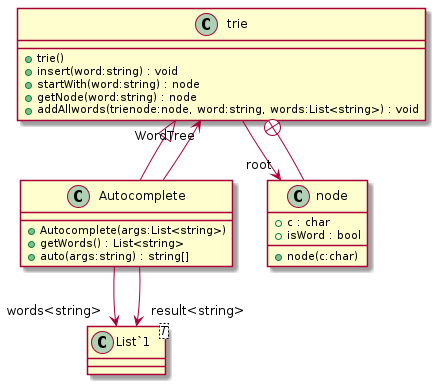 C trie
trie()
insert(word:string) : void
startWith(word:string) : node
getNode(word:string) : node
addAllwords(trienode:node, word:string, words:List<string>) : void
WordTree
root
C Autocomplete
Autocomplete(args:List<string>)
getWords() : List<string>
auto(args:string) : string[]
C node
c : char
isWord : bool
node(c:char)
words<string>
result<string>
C List`1
T